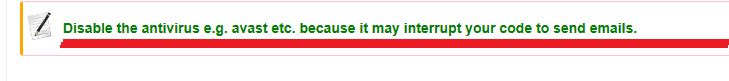 Disable the antivirus e.g. avast etc. because it may interrupt your code to send emails.